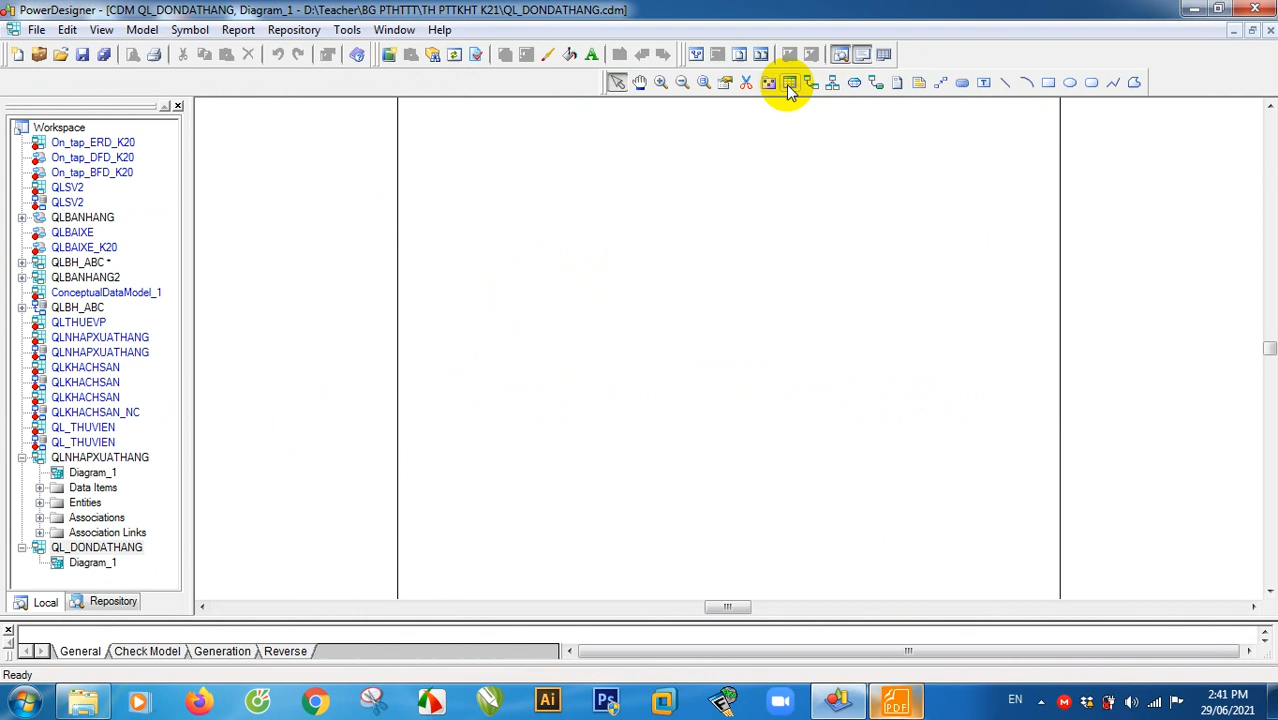 PowerDesigner - [CDM QL_DONDATHANG, Diagram_1 - D:\Teacher\BG PTHTTT\TH PTTKHT K21\QL_DONDATHANG.cdm]
File Edit View Model Symbol Report Repository Tools Window Help
Workspace
On_tap_ERD_K20
On_tap_DFD_K20
On_tap_BFD_K20
QLSV2
QLSV2
QLBANHANG
QLBAIXE
QLBAIXE_K20
QLBH_ABC *
QLBANHANG2
ConceptualDataModel_1
QLBH_ABC
QLTHUEVP
QLNHAPXUATHANG
QLNHAPXUATHANG
QLKHACHSAN
QLKHACHSAN
QLKHACHSAN
QLKHACHSAN_NC
QL_THUVIEN
QL_THUVIEN
QLNHAPXUATHANG
Diagram_1
Data Items
Entities
Associations
Association Links
QL_DONDATHANG
Diagram_1
Local Repository
General Check Model Generation Reverse
Ready
Ai
PDF
EN
2:41 PM
29/06/2021